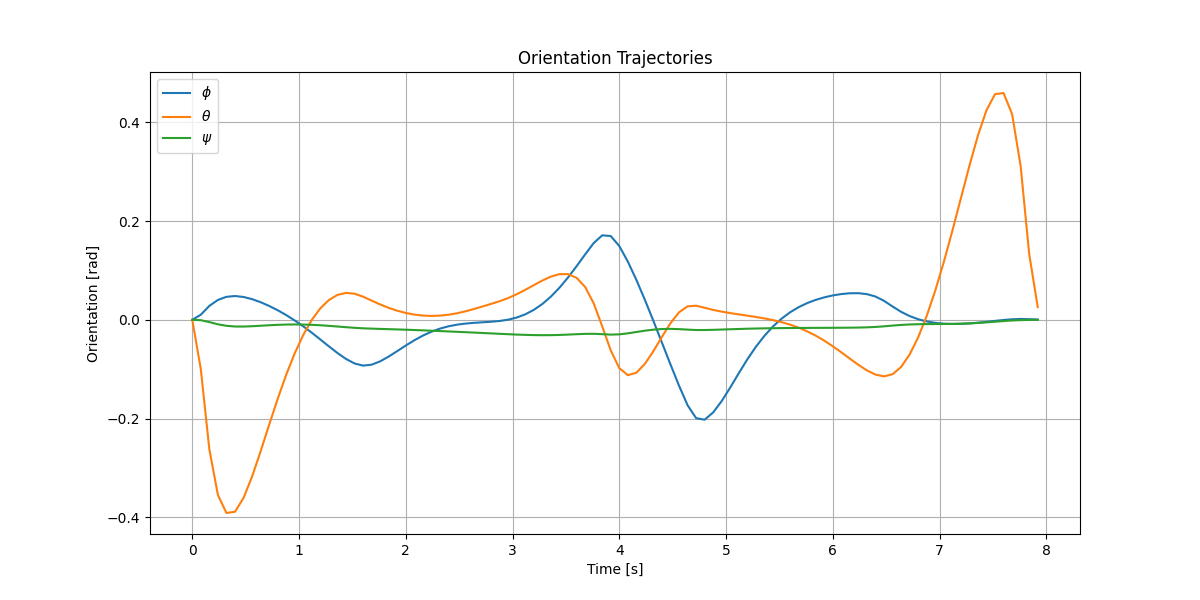 Orientation Trajectories
ϕ
θ
ψ
Orientation [rad]
0.4
0.2
0.0
−0.2
−0.4
0 1 2 3 4 5 6 7 8
Time [s]